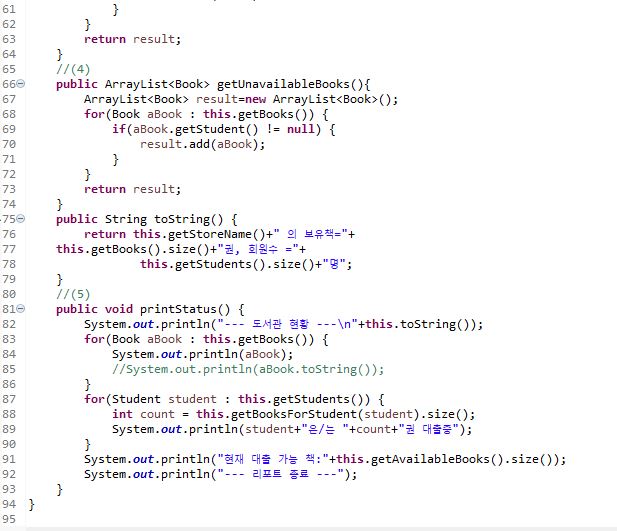 61             }
62         }
63         return result;
64     }
65     //(4)
66     public ArrayList<Book> getUnavailableBooks(){
67         ArrayList<Book> result=new ArrayList<Book>();
68         for(Book aBook : this.getBooks()) {
69             if(aBook.getStudent() != null) {
70                 result.add(aBook);
71             }
72         }
73         return result;
74     }
75     public String toString() {
76         return this.getStoreName()+" 의 보유책="+
77     this.getBooks().size()+"권, 회원수 ="+
78                 this.getStudents().size()+"명";
79     }
80     //(5)
81     public void printStatus() {
82         System.out.println("--- 도서관 현황 ---\n"+this.toString());
83         for(Book aBook : this.getBooks()) {
84             System.out.println(aBook);
85             //System.out.println(aBook.toString());
86         }
87         for(Student student : this.getStudents()) {
88             int count = this.getBooksForStudent(student).size();
89             System.out.println(student+"은/는 "+count+"권 대출중");
90         }
91         System.out.println("현재 대출 가능 책:"+this.getAvailableBooks().size());
92         System.out.println("--- 리포트 종료 ---");
93     }
94 }
95